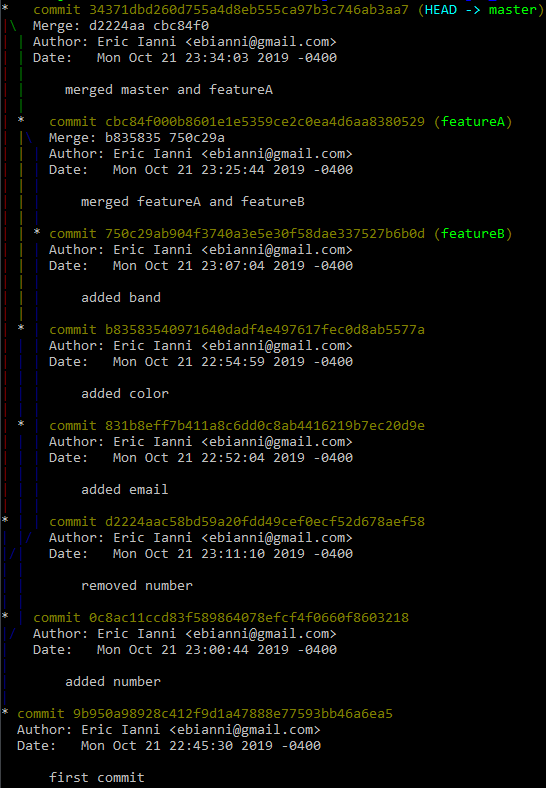 * commit 34371dbd260d755a4d8eb555ca97b3c746ab3aa7 (HEAD -> master)
|\ Merge: d2224aa cbc84f0
| | Author: Eric Ianni <ebianni@gmail.com>
| | Date: Mon Oct 21 23:34:03 2019 -0400
merged master and featureA
* commit cbc84f000b8601e1e5359ce2c0ea4d6aa8380529 (featureA)
|\ Merge: b835835 750c29a
Author: Eric Ianni <ebianni@gmail.com>
Date: Mon Oct 21 23:25:44 2019 -0400
merged featureA and featureB
* commit 750c29ab904f3740a3e5e30f58dae337527b6b0d (featureB)
Author: Eric Ianni <ebianni@gmail.com>
Date: Mon Oct 21 23:07:04 2019 -0400
added band
* commit b83583540971640dadf4e497617fec0d8ab5577a
Author: Eric Ianni <ebianni@gmail.com>
Date: Mon Oct 21 22:54:59 2019 -0400
added color
* commit 831b8eff7b411a8c6dd0c8ab4416219b7ec20d9e
Author: Eric Ianni <ebianni@gmail.com>
Date: Mon Oct 21 22:52:04 2019 -0400
added email
* commit d2224aac58bd59a20fdd49cef0ecf52d678aef58
Author: Eric Ianni <ebianni@gmail.com>
Date: Mon Oct 21 23:11:10 2019 -0400
removed number
* commit 0c8ac11ccd83f589864078efcf4f0660f8603218
Author: Eric Ianni <ebianni@gmail.com>
Date: Mon Oct 21 23:00:44 2019 -0400
added number
* commit 9b950a98928c412f9d1a47888e77593bb46a6ea5
Author: Eric Ianni <ebianni@gmail.com>
Date: Mon Oct 21 22:45:30 2019 -0400
first commit